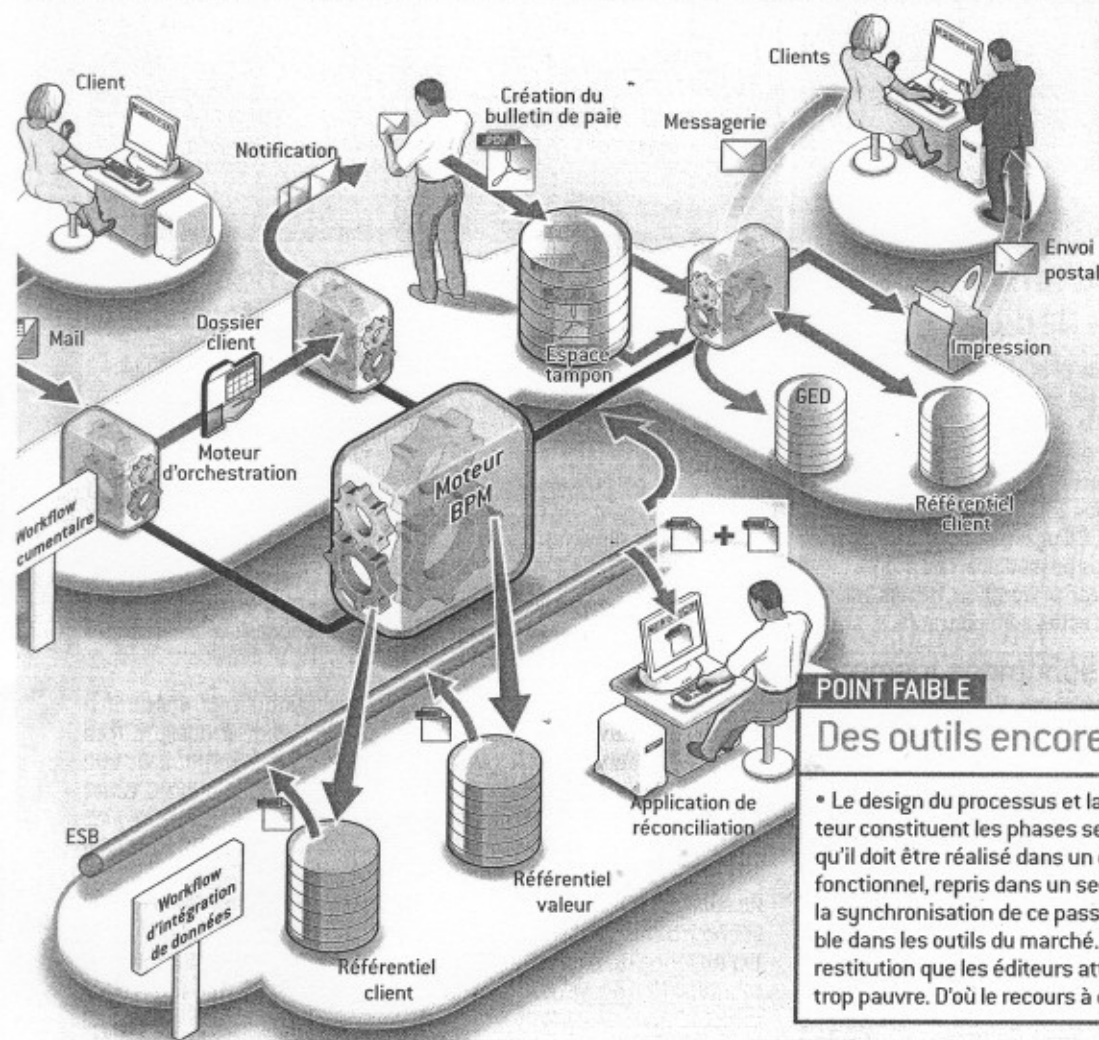 Client
Clients
Création du
bulletin de paie
Messagerie
Notification
PDF
Envoi
postal
Mail
Dossier
client
Espace
tampon
Impression
GED
Moteur
d'orchestration
Moteur
BPM
Référentiel
client
Workflow
cumentaire
+
POINT FAIBLE
Des outils encore
• Le design du processus et la
teur constituent les phases se
qu'il doit être réalisé dans un
fonctionnel, repris dans un se
la synchronisation de ce pass
ble dans les outils du marché.
restitution que les éditeurs att
trop pauvre. D'où le recours à
Application de
réconciliation
ESB
Référentiel
valeur
Workflow
d'intégration
de données
Référentiel
client